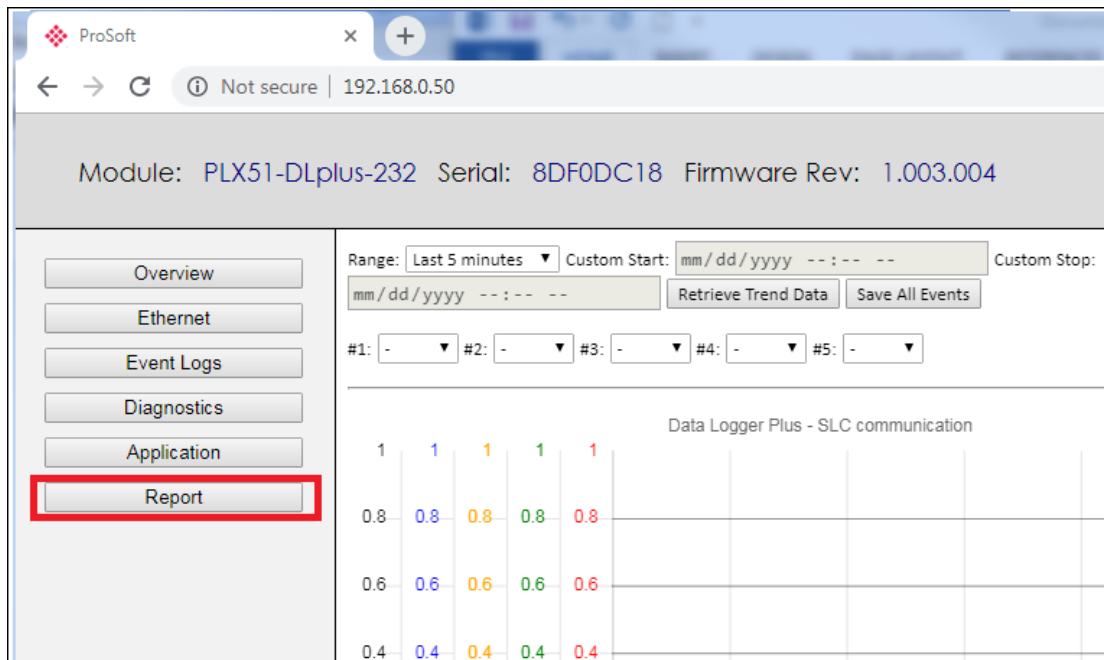 ProSoft
Not secure
192.168.0.50
Module: PLX51-DLplus-232 Serial: 8DF0DC18 Firmware Rev: 1.003.004
Overview
Ethernet
Event Logs
Diagnostics
Application
Report
Range: Last 5 minutes Custom Start: mm/dd/yyyy --:-- -- Custom Stop:
mm/dd/yyyy --:-- -- Retrieve Trend Data Save All Events
#1: - #2: - #3: - #4: - #5: -
Data Logger Plus - SLC communication
1 1 1 1 1
0.8 0.8 0.8 0.8 0.8
0.6 0.6 0.6 0.6 0.6
0.4 0.4 0.4 0.4 0.4